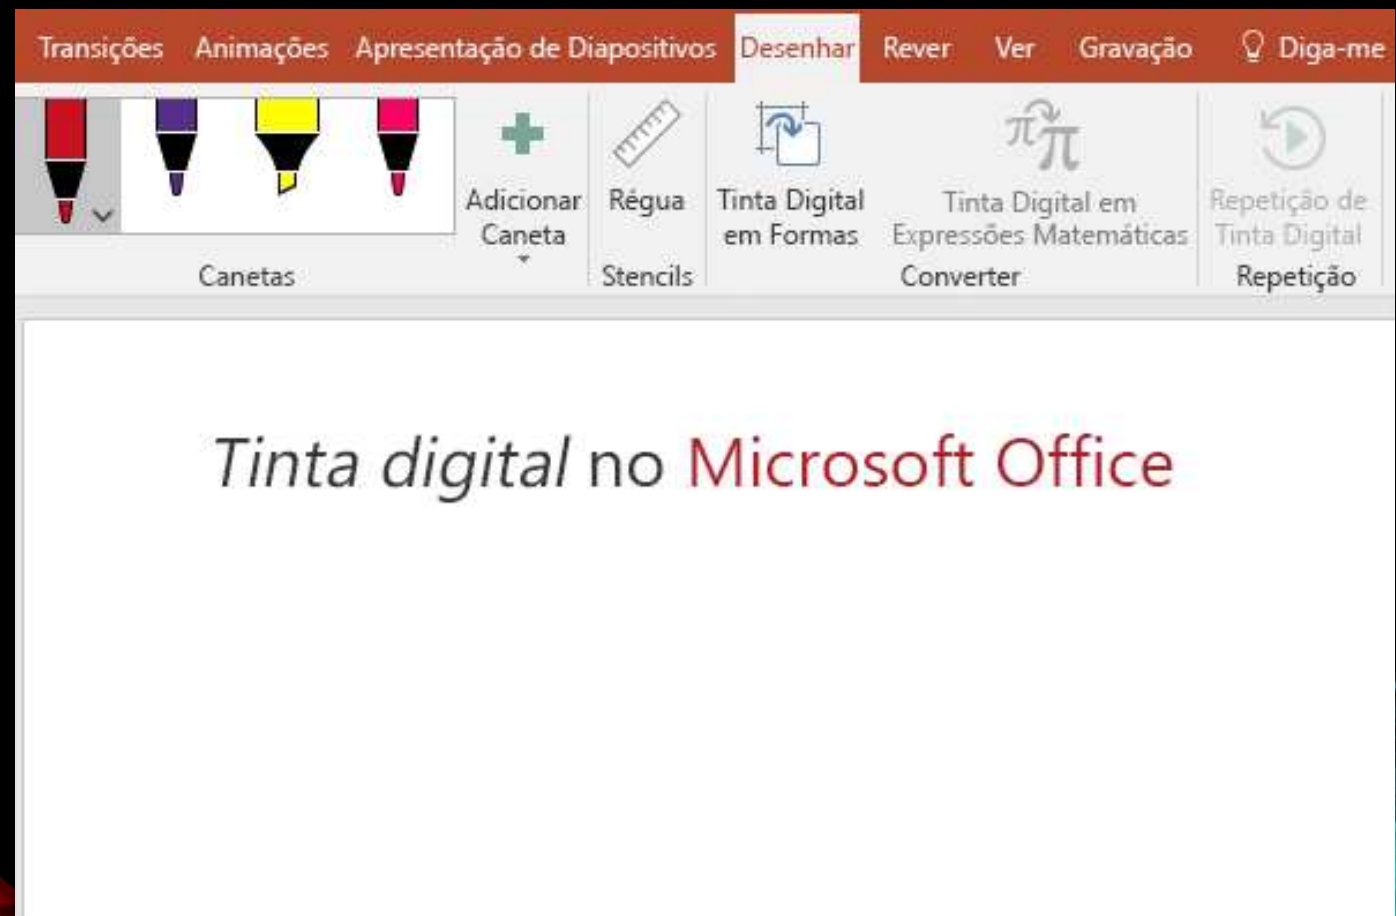 Transições Animações Apresentação de Diapositivos Desenhar Rever Ver Gravação Diga-me
Adicionar Caneta
Régua
Tinta Digital em Formas
Tinta Digital em Expressões Matemáticas
Repetição de Tinta Digital
Canetas Stencils Converter Repetição
Tinta digital no Microsoft Office